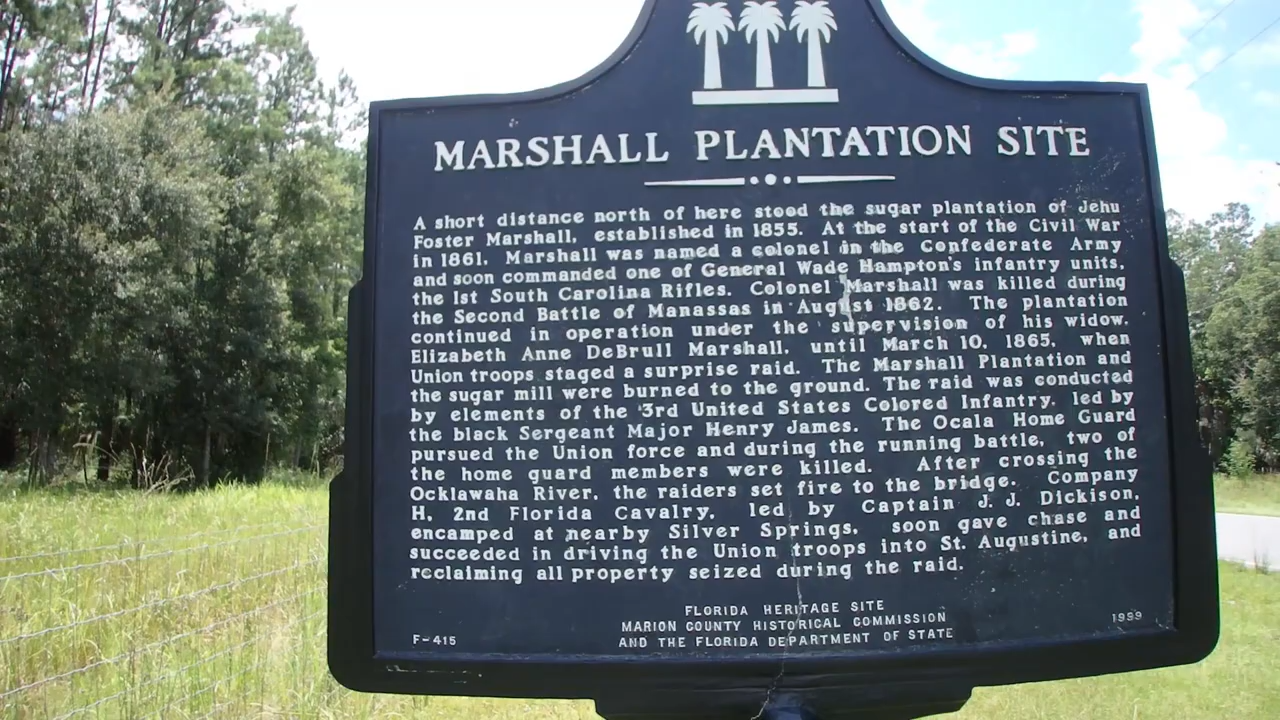 MARSHALL PLANTATION SITE
A short distance north of here stood the sugar plantation of Jehu
Foster Marshall, established in 1855. At the start of the Civil War
in 1861, Marshall was named a colonel in the Confederate Army
and soon commanded one of General Wade Hampton's infantry units,
the 1st South Carolina Rifles. Colonel Marshall was killed during
the Second Battle of Manassas in August 1862. The plantation
continued in operation under the supervision of his widow,
Elizabeth Anne DeBrull Marshall, until March 10, 1865, when
Union troops staged a surprise raid. The Marshall Plantation and
the sugar mill were burned to the ground. The raid was conducted
by elements of the 3rd United States Colored Infantry, led by
the black Sergeant Major Henry James. The Ocala Home Guard
pursued the Union force and during the running battle, two of
the home guard members were killed. After crossing the
Ocklawaha River, the raiders set fire to the bridge. Company
H, 2nd Florida Cavalry, led by Captain J. J. Dickison,
encamped at nearby Silver Springs, soon gave chase and
succeeded in driving the Union troops into St. Augustine, and
reclaiming all property seized during the raid.
FLORIDA HERITAGE SITE
MARION COUNTY HISTORICAL COMMISSION
F-415 AND THE FLORIDA DEPARTMENT OF STATE 1999